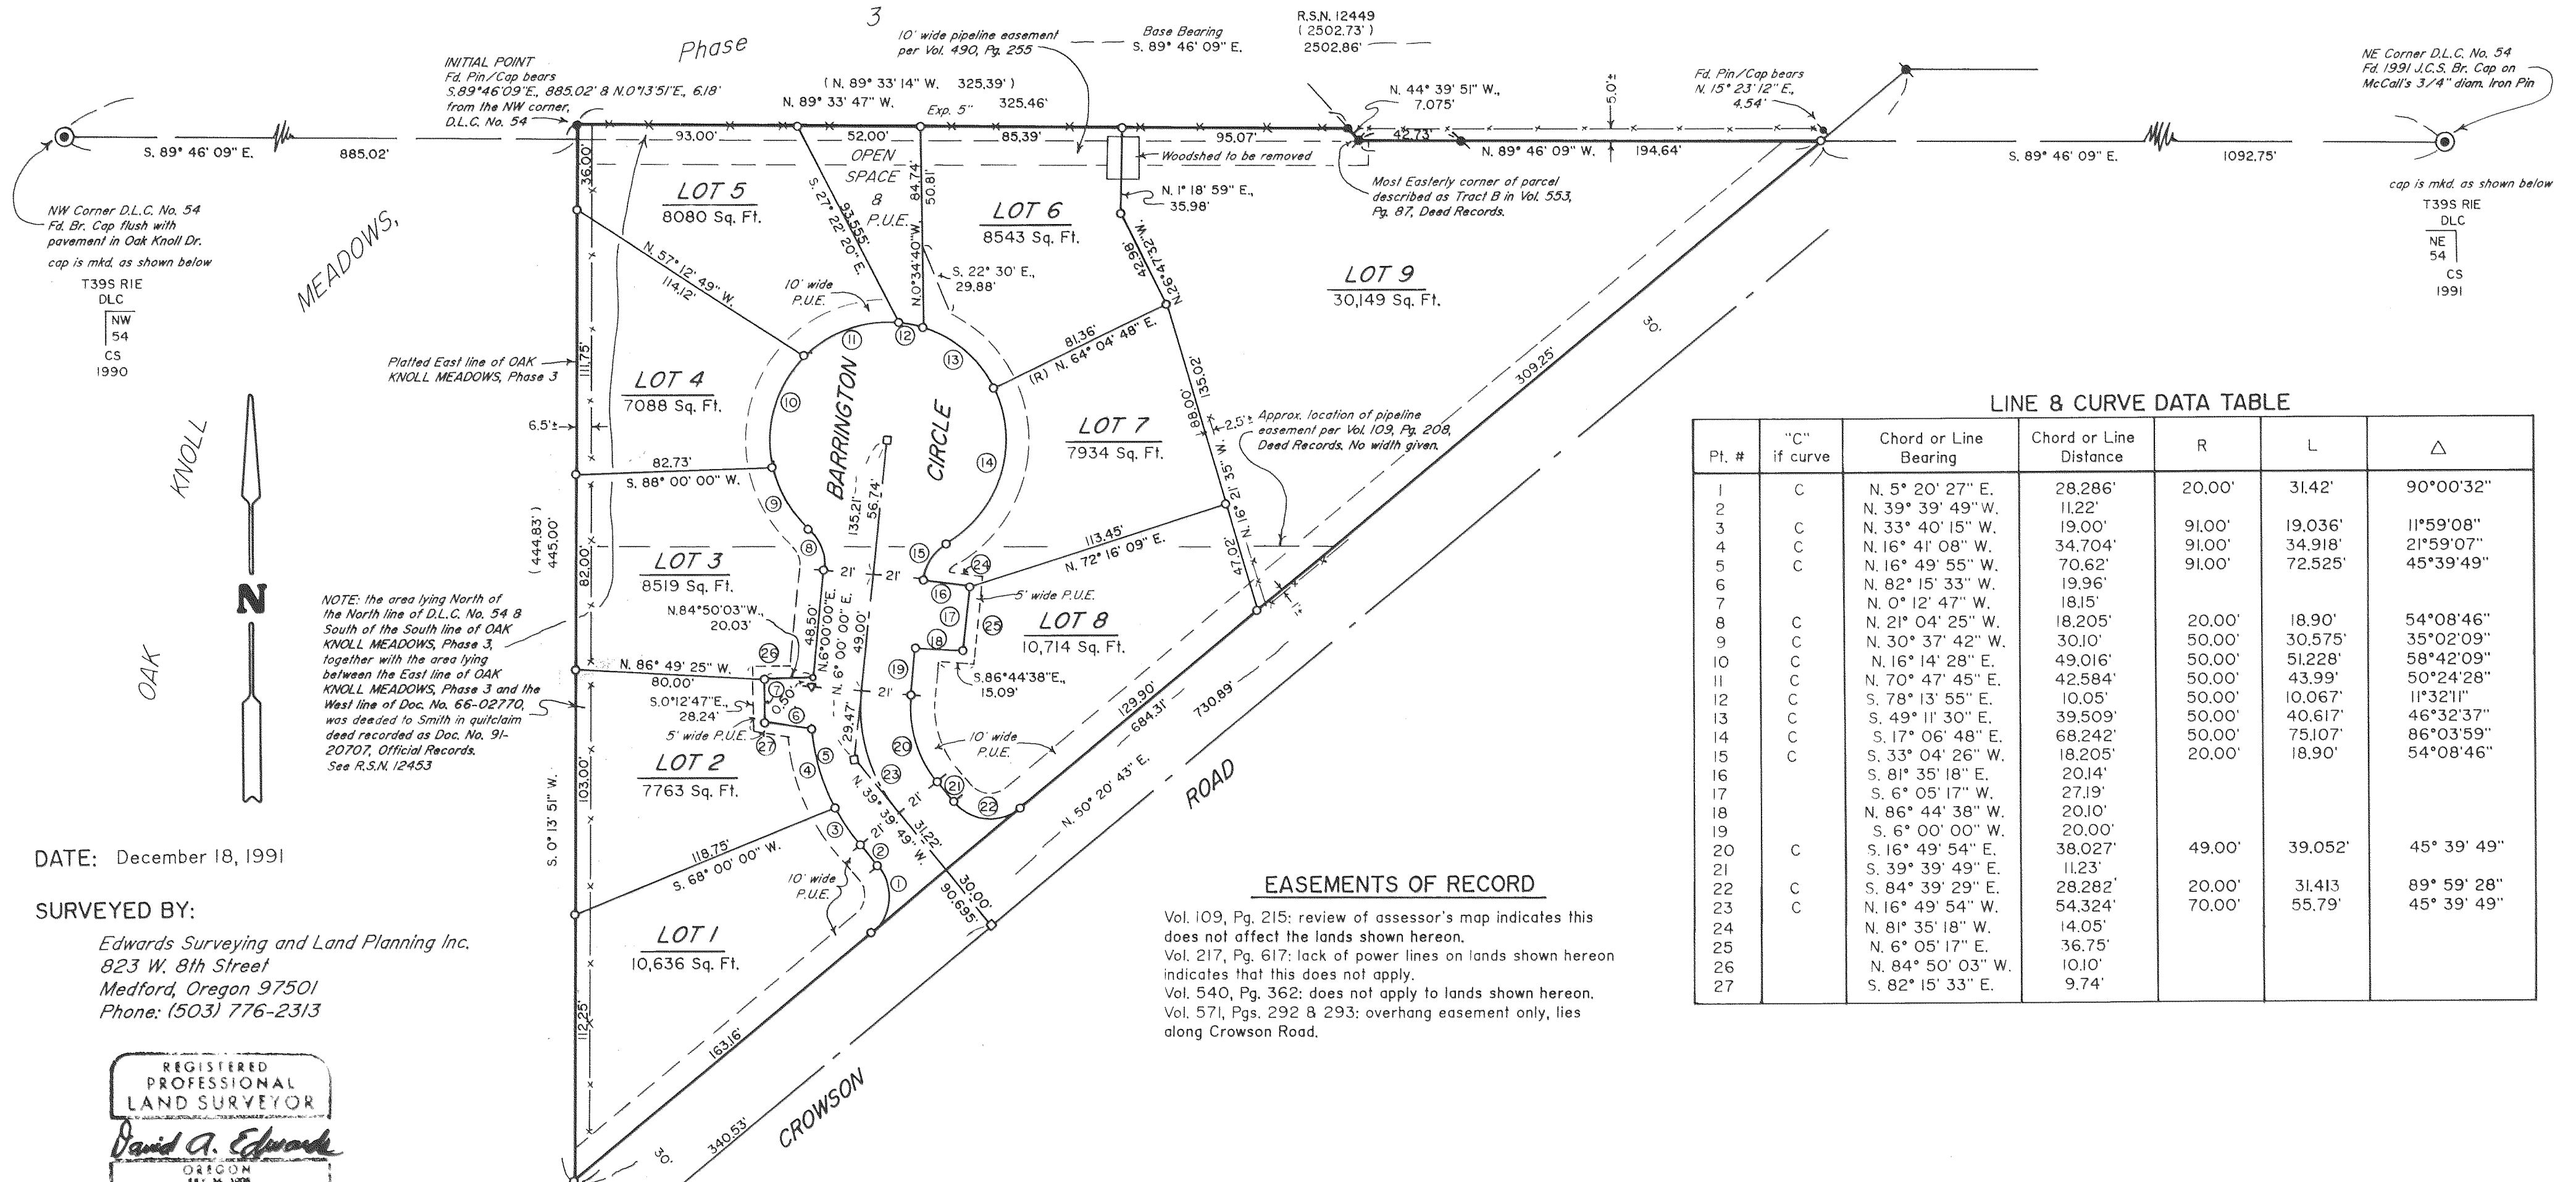 3
Phase
MEADOWS,
KNOLL
OAK
INITIAL POINT
Fd. Pin/Cap bears
S.89°46'09"E., 885.02' & N.0°13'51"E., 6.18'
from the NW corner,
D.L.C. No. 54
10' wide pipeline easement
per Vol. 490, Pg. 255
Base Bearing
S. 89° 46' 09" E.
R.S.N. 12449
( 2502.73' )
2502.86'
( N. 89° 33' 14" W. 325.39' )
N. 89° 33' 47" W. 325.46'
Exp. 5"
N. 44° 39' 51" W.,
7.075'
5.0'±
Fd. Pin/Cap bears
N. 15° 23' 12" E.,
4.54'
NE Corner D.L.C. No. 54
Fd. 1991 J.C.S. Br. Cap on
McCall's 3/4" diam. Iron Pin
S. 89° 46' 09" E. 885.02'
93.00'
52.00'
85.39'
95.07'
42.73'
N. 89° 46' 09" W. 194.64'
S. 89° 46' 09" E. 1092.75'
NW Corner D.L.C. No. 54
Fd. Br. Cap flush with
pavement in Oak Knoll Dr.
cap is mkd. as shown below
T39S R1E
DLC
NW
54
CS
1990
cap is mkd. as shown below
T39S R1E
DLC
NE
54
CS
1991
Woodshed to be removed
Most Easterly corner of parcel
described as Tract B in Vol. 553,
Pg. 87, Deed Records.
OPEN
SPACE
&
P.U.E.
36.00'
LOT 5
8080 Sq. Ft.
S. 27° 22' 20" E.
93.555'
84.74'
50.81'
N.0°34'40"W.
LOT 6
8543 Sq. Ft.
N. 1° 18' 59" E.,
35.98'
42.98'
N.26°47'32"W.
LOT 9
30,149 Sq. Ft.
N. 57° 12' 49" W.
114.12'
10' wide
P.U.E.
S. 22° 30' E.,
29.88'
81.36'
(R) N. 64° 04' 48" E.
30'
309.25'
Platted East line of OAK
KNOLL MEADOWS, Phase 3
111.75'
6.5'±
LOT 4
7088 Sq. Ft.
11
12
13
10
14
9
8
15
BARRINGTON
CIRCLE
LOT 7
7934 Sq. Ft.
135.02'
88.00'
N. 16° 21' 35" W.
47.02'
2.5'±
Approx. location of pipeline
easement per Vol. 109, Pg. 208,
Deed Records. No width given.
82.73'
S. 88° 00' 00" W.
135.21'
56.74'
113.45'
N. 72° 16' 09" E.
(444.83')
445.00'
82.00'
LOT 3
8519 Sq. Ft.
21'
21'
24
16
17
5' wide P.U.E.
25
18
19
LOT 8
10,714 Sq. Ft.
N.84°50'03"W.,
20.03'
48.50'
N.6°00'00"E.
N. 6° 00' 00" E.
49.00'
S.86°44'38"E.,
15.09'
NOTE: the area lying North of
the North line of D.L.C. No. 54 &
South of the South line of OAK
KNOLL MEADOWS, Phase 3,
together with the area lying
between the East line of OAK
KNOLL MEADOWS, Phase 3 and the
West line of Doc. No. 66-02770,
was deeded to Smith in quitclaim
deed recorded as Doc. No. 91-
20707, Official Records.
See R.S.N. 12453
N. 86° 49' 25" W.
80.00'
26
7
0.50'
S.0°12'47"E.,
28.24'
6
5' wide P.U.E.
27
5
4
29.47'
21'
20
23
21
22
10' wide
P.U.E.
129.90'
684.31'
730.89'
N. 50° 20' 43" E.
ROAD
LOT 2
7763 Sq. Ft.
103.00'
S. 0° 13' 51" W.
N. 39° 39' 49" W.
31.22'
21'
21'
3
2
1
118.75'
S. 68° 00' 00" W.
10' wide
P.U.E.
30.00'
90.695'
LOT 1
10,636 Sq. Ft.
112.25'
163.16'
340.53'
30'
CROWSON
DATE: December 18, 1991
SURVEYED BY:
Edwards Surveying and Land Planning Inc.
823 W. 8th Street
Medford, Oregon 97501
Phone: (503) 776-2313
REGISTERED
PROFESSIONAL
LAND SURVEYOR
David A. Edwards
OREGON
EASEMENTS OF RECORD
Vol. 109, Pg. 215: review of assessor's map indicates this
does not affect the lands shown hereon.
Vol. 217, Pg. 617: lack of power lines on lands shown hereon
indicates that this does not apply.
Vol. 540, Pg. 362: does not apply to lands shown hereon.
Vol. 571, Pgs. 292 & 293: overhang easement only, lies
along Crowson Road.
LINE & CURVE DATA TABLE
Pt. # "C" if curve Chord or Line Bearing Chord or Line Distance R L △
1 C N. 5° 20' 27" E. 28.286' 20.00' 31.42' 90°00'32"
2 N. 39° 39' 49" W. 11.22'
3 C N. 33° 40' 15" W. 19.00' 91.00' 19.036' 11°59'08"
4 C N. 16° 41' 08" W. 34.704' 91.00' 34.918' 21°59'07"
5 C N. 16° 49' 55" W. 70.62' 91.00' 72.525' 45°39'49"
6 N. 82° 15' 33" W. 19.96'
7 N. 0° 12' 47" W. 18.15'
8 C N. 21° 04' 25" W. 18.205' 20.00' 18.90' 54°08'46"
9 C N. 30° 37' 42" W. 30.10' 50.00' 30.575' 35°02'09"
10 C N. 16° 14' 28" E. 49.016' 50.00' 51.228' 58°42'09"
11 C N. 70° 47' 45" E. 42.584' 50.00' 43.99' 50°24'28"
12 C S. 78° 13' 55" E. 10.05' 50.00' 10.067' 11°32'11"
13 C S. 49° 11' 30" E. 39.509' 50.00' 40.617' 46°32'37"
14 C S. 17° 06' 48" E. 68.242' 50.00' 75.107' 86°03'59"
15 C S. 33° 04' 26" W. 18.205' 20.00' 18.90' 54°08'46"
16 S. 81° 35' 18" E. 20.14'
17 S. 6° 05' 17" W. 27.19'
18 N. 86° 44' 38" W. 20.10'
19 S. 6° 00' 00" W. 20.00'
20 C S. 16° 49' 54" E. 38.027' 49.00' 39.052' 45° 39' 49"
21 S. 39° 39' 49" E. 11.23'
22 C S. 84° 39' 29" E. 28.282' 20.00' 31.413 89° 59' 28"
23 C N. 16° 49' 54" W. 54.324' 70.00' 55.79' 45° 39' 49"
24 N. 81° 35' 18" W. 14.05'
25 N. 6° 05' 17" E. 36.75'
26 N. 84° 50' 03" W. 10.10'
27 S. 82° 15' 33" E. 9.74'